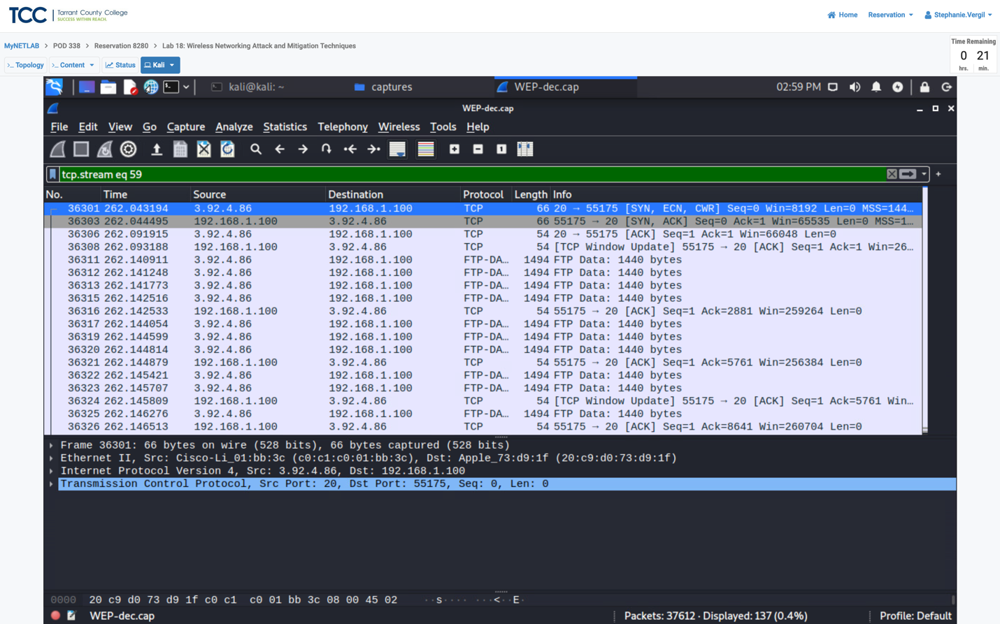 TCC Tarrant County College
SUCCESS WITHIN REACH.
Home Reservation Stephanie.Vergil
MyNETLAB > POD 338 > Reservation 8280 > Lab 18: Wireless Networking Attack and Mitigation Techniques
Time Remaining
0 21
hrs. min.
>_ Topology >_ Content Status Kali
kali@kali: ~ captures WEP-dec.cap 02:59 PM
WEP-dec.cap
File Edit View Go Capture Analyze Statistics Telephony Wireless Tools Help
tcp.stream eq 59
No. Time Source Destination Protocol Length Info
36301 262.043194 3.92.4.86 192.168.1.100 TCP 66 20 → 55175 [SYN, ECN, CWR] Seq=0 Win=8192 Len=0 MSS=144…
36303 262.044495 192.168.1.100 3.92.4.86 TCP 66 55175 → 20 [SYN, ACK] Seq=0 Ack=1 Win=65535 Len=0 MSS=1…
36306 262.091915 3.92.4.86 192.168.1.100 TCP 54 20 → 55175 [ACK] Seq=1 Ack=1 Win=66048 Len=0
36308 262.093188 192.168.1.100 3.92.4.86 TCP 54 [TCP Window Update] 55175 → 20 [ACK] Seq=1 Ack=1 Win=26…
36311 262.140911 3.92.4.86 192.168.1.100 FTP-DA… 1494 FTP Data: 1440 bytes
36312 262.141248 3.92.4.86 192.168.1.100 FTP-DA… 1494 FTP Data: 1440 bytes
36313 262.141773 3.92.4.86 192.168.1.100 FTP-DA… 1494 FTP Data: 1440 bytes
36315 262.142516 3.92.4.86 192.168.1.100 FTP-DA… 1494 FTP Data: 1440 bytes
36316 262.142533 192.168.1.100 3.92.4.86 TCP 54 55175 → 20 [ACK] Seq=1 Ack=2881 Win=259264 Len=0
36317 262.144054 3.92.4.86 192.168.1.100 FTP-DA… 1494 FTP Data: 1440 bytes
36319 262.144599 3.92.4.86 192.168.1.100 FTP-DA… 1494 FTP Data: 1440 bytes
36320 262.144814 3.92.4.86 192.168.1.100 FTP-DA… 1494 FTP Data: 1440 bytes
36321 262.144879 192.168.1.100 3.92.4.86 TCP 54 55175 → 20 [ACK] Seq=1 Ack=5761 Win=256384 Len=0
36322 262.145421 3.92.4.86 192.168.1.100 FTP-DA… 1494 FTP Data: 1440 bytes
36323 262.145707 3.92.4.86 192.168.1.100 FTP-DA… 1494 FTP Data: 1440 bytes
36324 262.145809 192.168.1.100 3.92.4.86 TCP 54 [TCP Window Update] 55175 → 20 [ACK] Seq=1 Ack=5761 Win…
36325 262.146276 3.92.4.86 192.168.1.100 FTP-DA… 1494 FTP Data: 1440 bytes
36326 262.146513 192.168.1.100 3.92.4.86 TCP 54 55175 → 20 [ACK] Seq=1 Ack=8641 Win=260704 Len=0
Frame 36301: 66 bytes on wire (528 bits), 66 bytes captured (528 bits)
Ethernet II, Src: Cisco-Li_01:bb:3c (c0:c1:c0:01:bb:3c), Dst: Apple_73:d9:1f (20:c9:d0:73:d9:1f)
Internet Protocol Version 4, Src: 3.92.4.86, Dst: 192.168.1.100
Transmission Control Protocol, Src Port: 20, Dst Port: 55175, Seq: 0, Len: 0
0000 20 c9 d0 73 d9 1f c0 c1 c0 01 bb 3c 08 00 45 02 ··s···· ···<··E·
WEP-dec.cap Packets: 37612 · Displayed: 137 (0.4%) Profile: Default